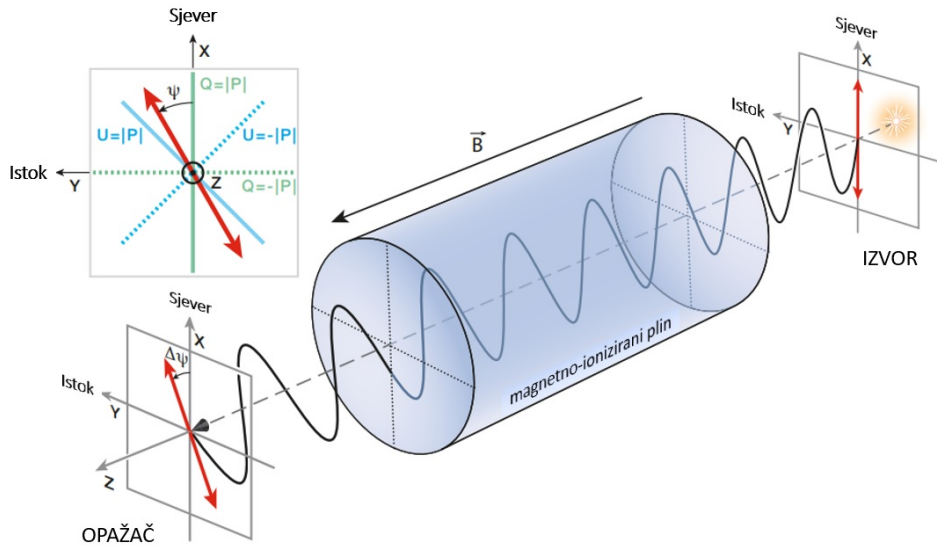 Sjever
X
Q=|P|
ψ
U=|P|
U=-|P|
Istok
Y
Z
Q=-|P|
B
magnetno-ionizirani plin
Sjever
X
Istok
Y
IZVOR
Sjever
X
Δψ
Istok
Y
Z
OPAŽAČ